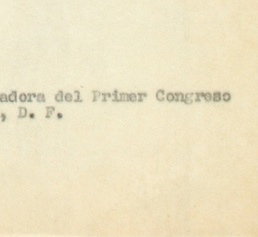 adora del Primer Congreso
, D. F.